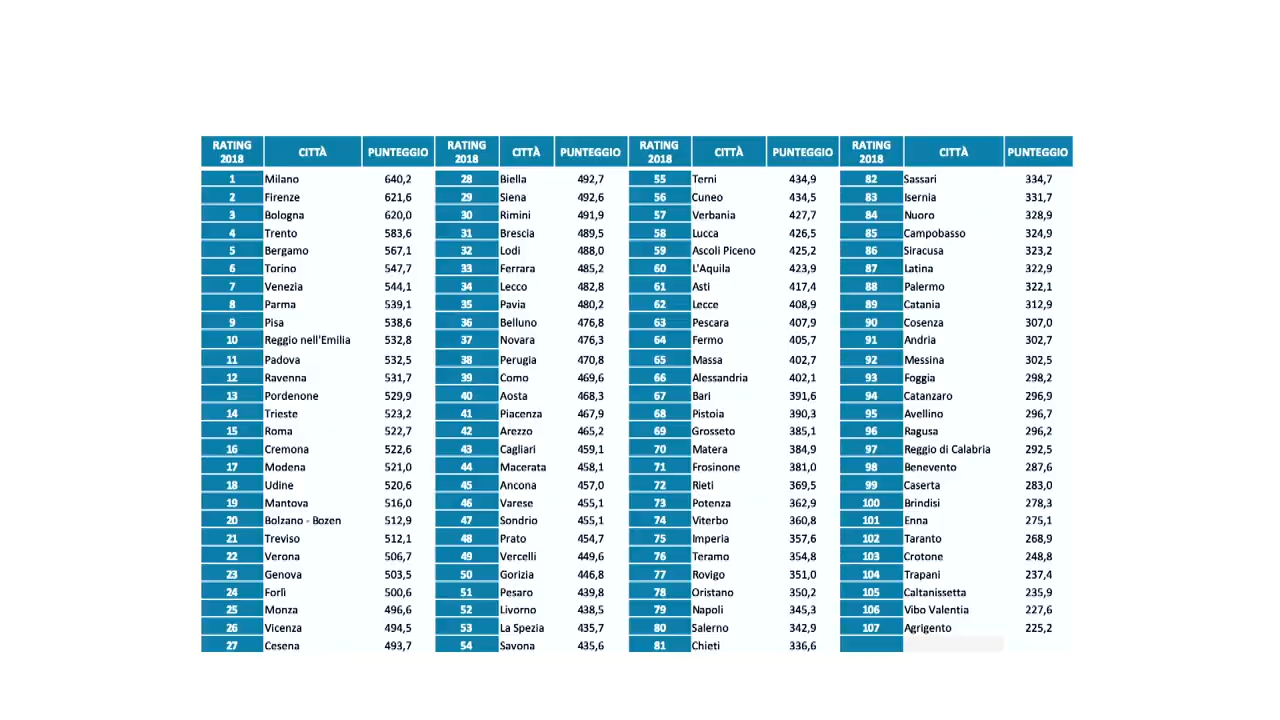 RATING 2018 CITTÀ PUNTEGGIO RATING 2018 CITTÀ PUNTEGGIO RATING 2018 CITTÀ PUNTEGGIO RATING 2018 CITTÀ PUNTEGGIO
1 Milano 640,2 28 Biella 492,7 55 Terni 434,9 82 Sassari 334,7
2 Firenze 621,6 29 Siena 492,6 56 Cuneo 434,5 83 Isernia 331,7
3 Bologna 620,0 30 Rimini 491,9 57 Verbania 427,7 84 Nuoro 328,9
4 Trento 583,6 31 Brescia 489,5 58 Lucca 426,5 85 Campobasso 324,9
5 Bergamo 567,1 32 Lodi 488,0 59 Ascoli Piceno 425,2 86 Siracusa 323,2
6 Torino 547,7 33 Ferrara 485,2 60 L'Aquila 423,9 87 Latina 322,9
7 Venezia 544,1 34 Lecco 482,8 61 Asti 417,4 88 Palermo 322,1
8 Parma 539,1 35 Pavia 480,2 62 Lecce 408,9 89 Catania 312,9
9 Pisa 538,6 36 Belluno 476,8 63 Pescara 407,9 90 Cosenza 307,0
10 Reggio nell'Emilia 532,8 37 Novara 476,3 64 Fermo 405,7 91 Andria 302,7
11 Padova 532,5 38 Perugia 470,8 65 Massa 402,7 92 Messina 302,5
12 Ravenna 531,7 39 Como 469,6 66 Alessandria 402,1 93 Foggia 298,2
13 Pordenone 529,9 40 Aosta 468,3 67 Bari 391,6 94 Catanzaro 296,9
14 Trieste 523,2 41 Piacenza 467,9 68 Pistoia 390,3 95 Avellino 296,7
15 Roma 522,7 42 Arezzo 465,2 69 Grosseto 385,1 96 Ragusa 296,2
16 Cremona 522,6 43 Cagliari 459,1 70 Matera 384,9 97 Reggio di Calabria 292,5
17 Modena 521,0 44 Macerata 458,1 71 Frosinone 381,0 98 Benevento 287,6
18 Udine 520,6 45 Ancona 457,0 72 Rieti 369,5 99 Caserta 283,0
19 Mantova 516,0 46 Varese 455,1 73 Potenza 362,9 100 Brindisi 278,3
20 Bolzano - Bozen 512,9 47 Sondrio 455,1 74 Viterbo 360,8 101 Enna 275,1
21 Treviso 512,1 48 Prato 454,7 75 Imperia 357,6 102 Taranto 268,9
22 Verona 506,7 49 Vercelli 449,6 76 Teramo 354,8 103 Crotone 248,8
23 Genova 503,5 50 Gorizia 446,8 77 Rovigo 351,0 104 Trapani 237,4
24 Forlì 500,6 51 Pesaro 439,8 78 Oristano 350,2 105 Caltanissetta 235,9
25 Monza 496,6 52 Livorno 438,5 79 Napoli 345,3 106 Vibo Valentia 227,6
26 Vicenza 494,5 53 La Spezia 435,7 80 Salerno 342,9 107 Agrigento 225,2
27 Cesena 493,7 54 Savona 435,6 81 Chieti 336,6